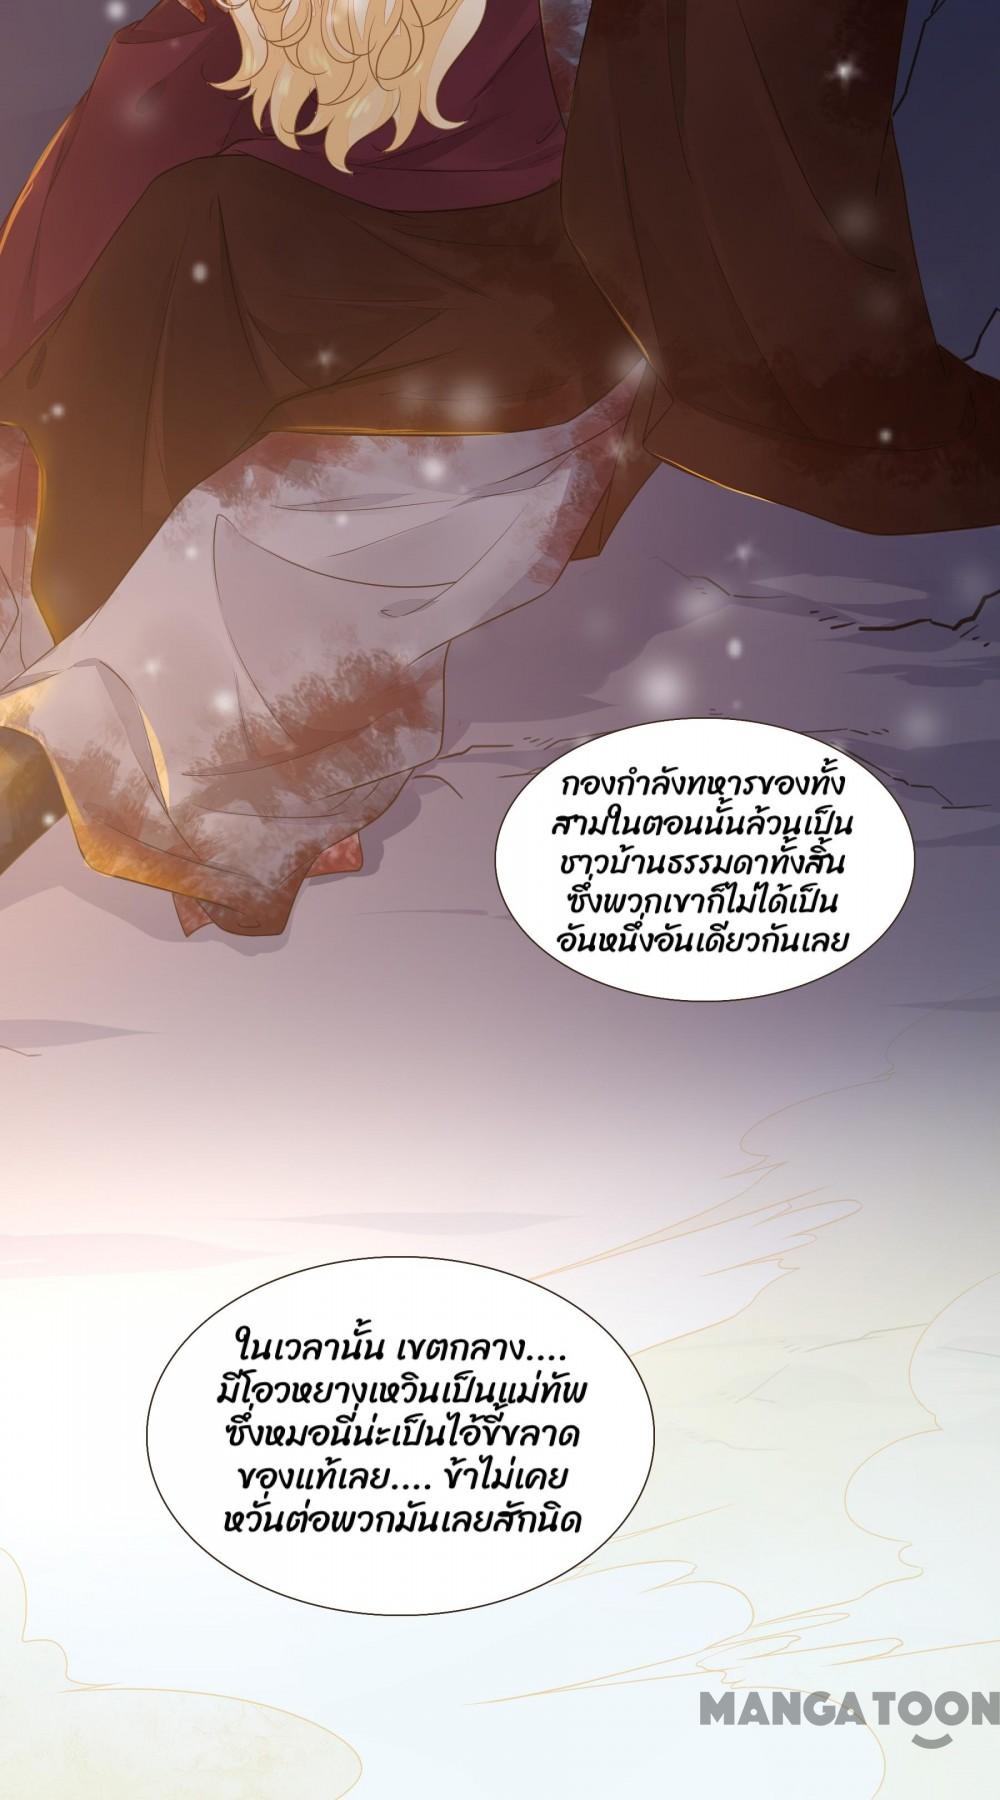 กองกำลังทหารของทั้ง
สามในตอนนั้นล้วนเป็น
ชาวบ้านธรรมดาทั้งสิ้น
ซึ่งพวกเขาก็ไม่ได้เป็น
อันหนึ่งอันเดียวกันเลย
ในเวลานั้น เขตกลาง....
มีโอวหยางเหวินเป็นแม่ทัพ
ซึ่งหมอนี่น่ะเป็นไอ้ขี้ขลาด
ของแท้เลย.... ข้าไม่เคย
หวั่นต่อพวกมันเลยสักนิด
MANGATOON